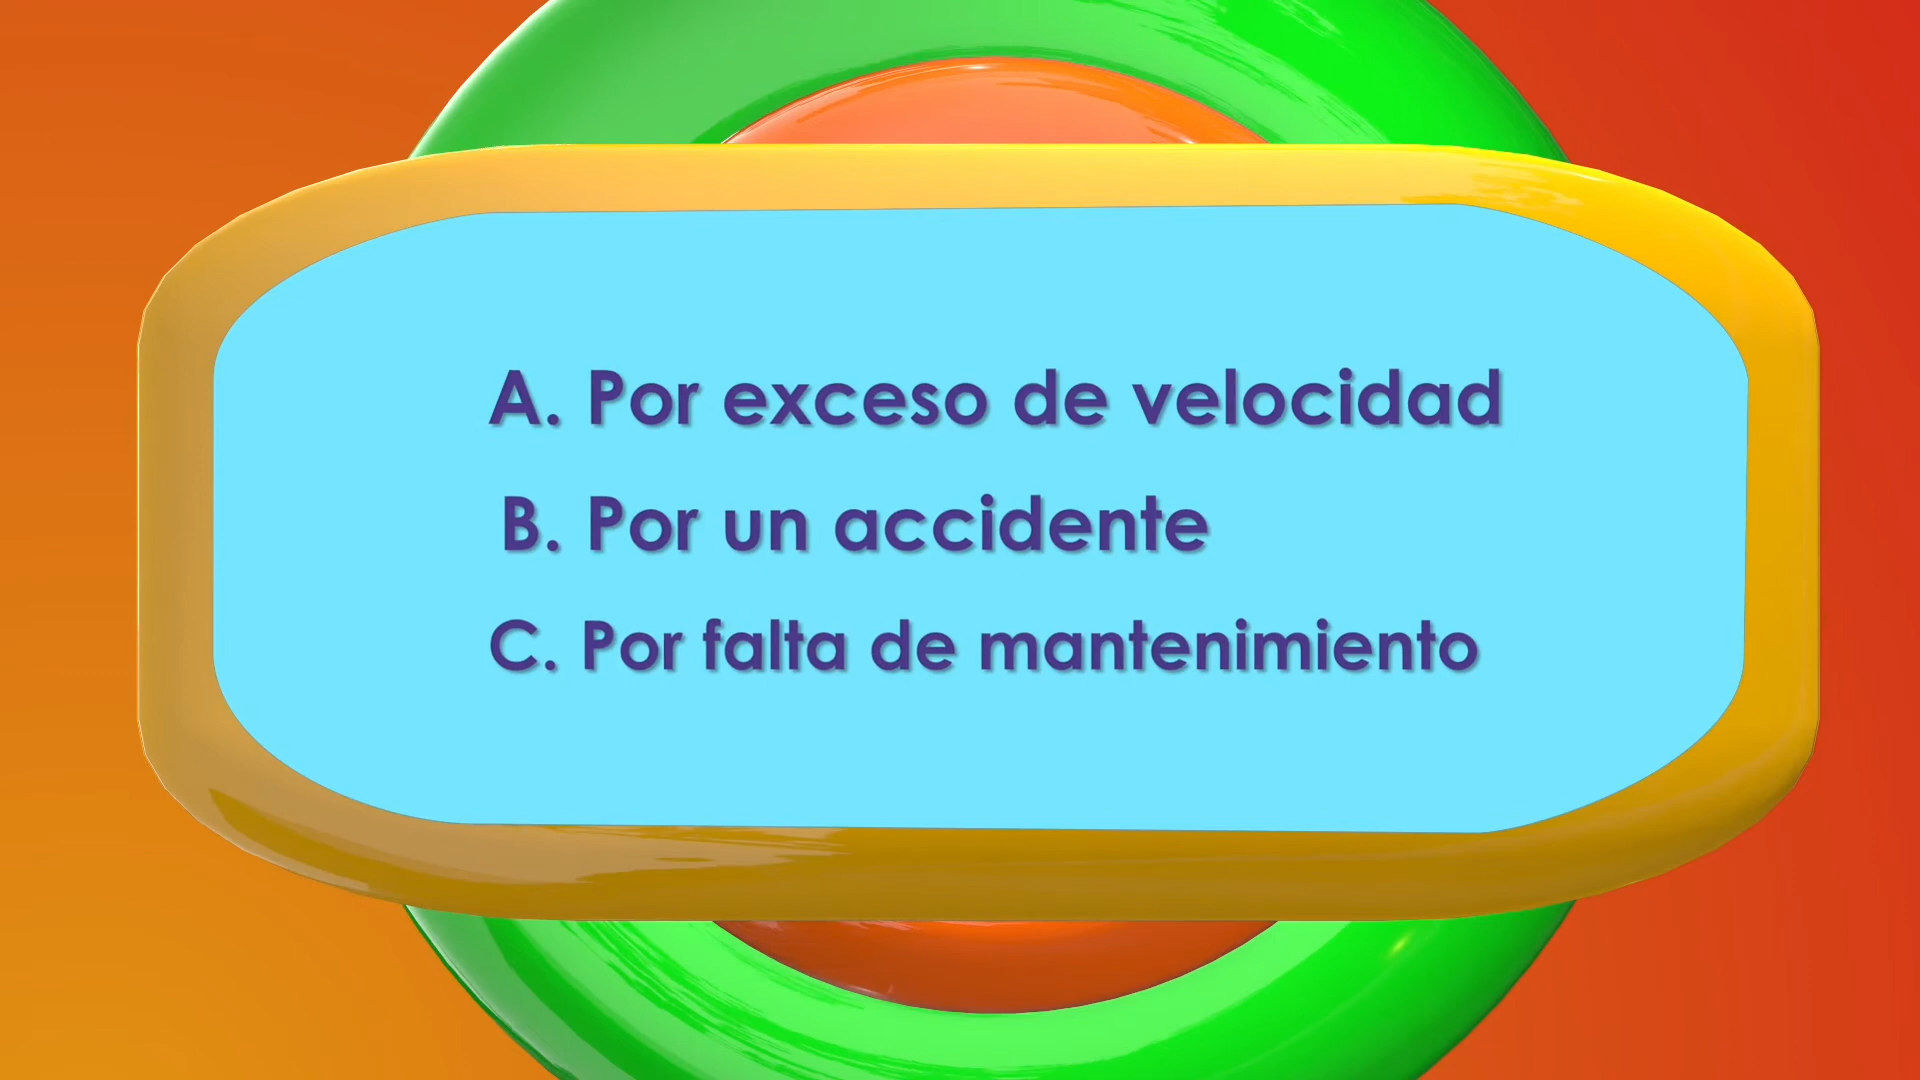 A. Por exceso de velocidad
B. Por un accidente
C. Por falta de mantenimiento